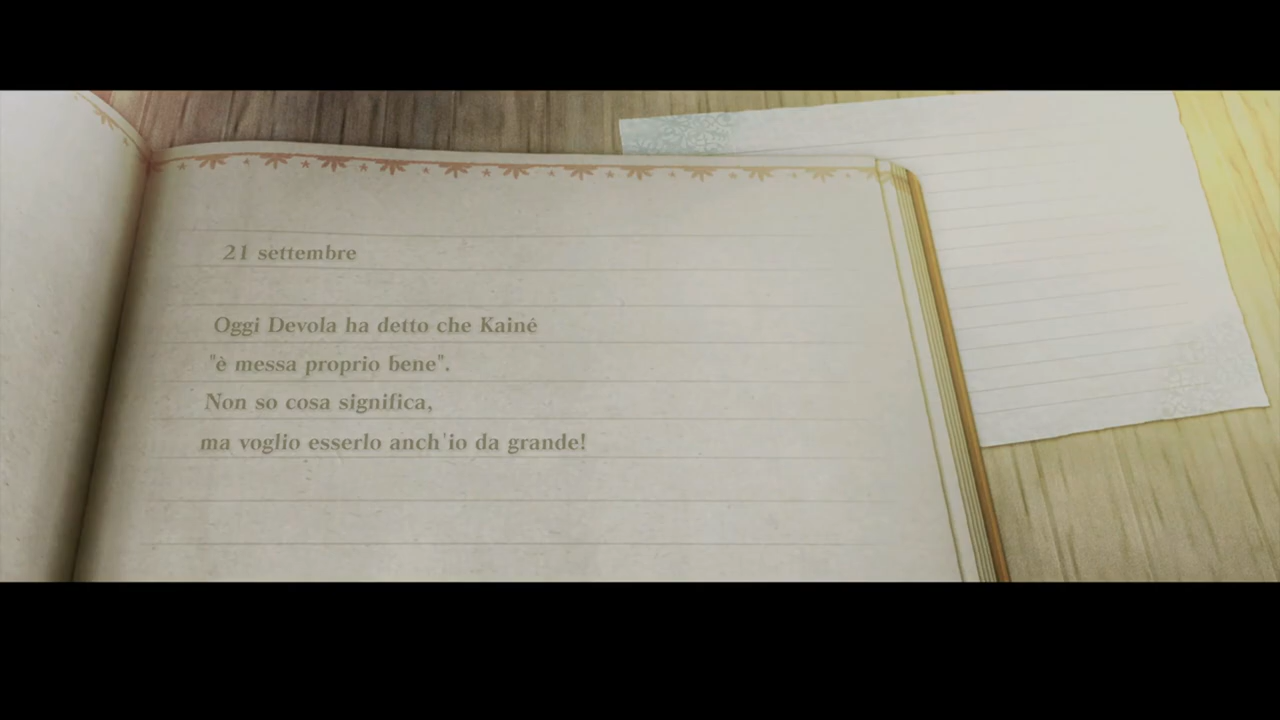 21 settembre
Oggi Devola ha detto che Kainé
"è messa proprio bene".
Non so cosa significa,
ma voglio esserlo anch'io da grande!